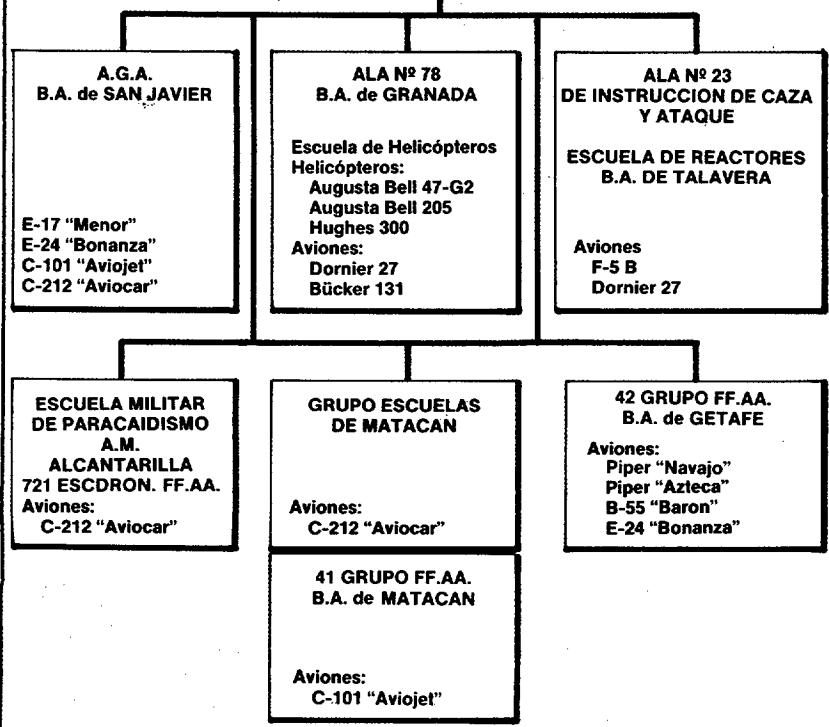 A.G.A.
B.A. de SAN JAVIER
E-17 “Menor”
E-24 “Bonanza”
C-101 “Aviojet”
C-212 “Aviocar”
ALA Nº 78
B.A. de GRANADA
Escuela de Helicópteros
Helicópteros:
Augusta Bell 47-G2
Augusta Bell 205
Hughes 300
Aviones:
Dornier 27
Bücker 131
ALA Nº 23
DE INSTRUCCION DE CAZA
Y ATAQUE
ESCUELA DE REACTORES
B.A. DE TALAVERA
Aviones
F-5 B
Dornier 27
ESCUELA MILITAR
DE PARACAIDISMO
A.M.
ALCANTARILLA
721 ESCDRON. FF.AA.
Aviones:
C-212 “Aviocar”
GRUPO ESCUELAS
DE MATACAN
Aviones:
C-212 “Aviocar”
41 GRUPO FF.AA.
B.A. de MATACAN
Aviones:
C-101 “Aviojet”
42 GRUPO FF.AA.
B.A. de GETAFE
Aviones:
Piper “Navajo”
Piper “Azteca”
B-55 “Baron”
E-24 “Bonanza”